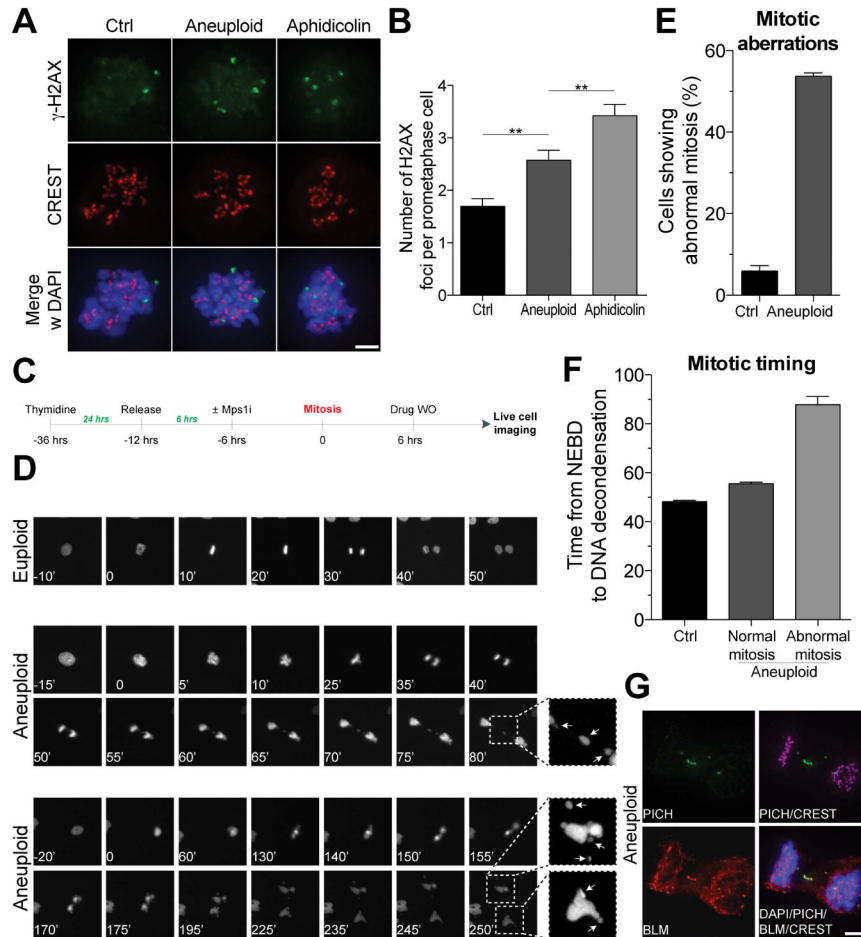 A
Ctrl Aneuploid Aphidicolin
γ-H2AX
CREST
Merge
w DAPI
B
Number of H2AX
foci per prometaphase cell
4
3
2
1
0
**
**
Ctrl Aneuploid Aphidicolin
E
Mitotic
aberrations
Cells showing
abnormal mitosis (%)
60
40
20
0
Ctrl Aneuploid
C
Thymidine 24 hrs Release 6 hrs ± Mps1i Mitosis Drug WO
-36 hrs -12 hrs -6 hrs 0 6 hrs
Live cell
imaging
D
Euploid
-10' 0 10' 20' 30' 40' 50'
Aneuploid
-15' 0 5' 10' 25' 35' 40'
50' 55' 60' 65' 70' 75' 80'
Aneuploid
-20' 0 60' 130' 140' 150' 155'
170' 175' 195' 225' 235' 245' 250'
F
Mitotic timing
Time from NEBD
to DNA decondensation
100
80
60
40
20
0
Ctrl Normal mitosis Abnormal mitosis
Aneuploid
G
Aneuploid
PICH
PICH/CREST
BLM
DAPI/PICH/
BLM/CREST